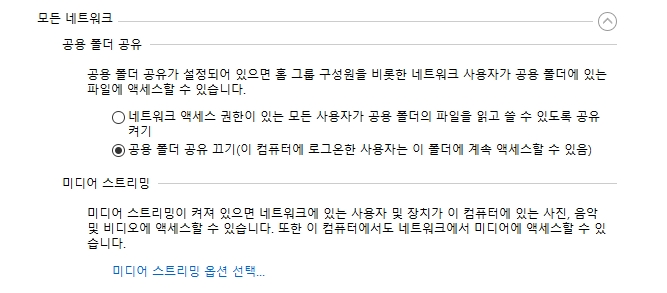 모든 네트워크
공용 폴더 공유
공용 폴더 공유가 설정되어 있으면 홈 그룹 구성원을 비롯한 네트워크 사용자가 공용 폴더에 있는
파일에 액세스할 수 있습니다.
네트워크 액세스 권한이 있는 모든 사용자가 공용 폴더의 파일을 읽고 쓸 수 있도록 공유
켜기
공용 폴더 공유 끄기(이 컴퓨터에 로그온한 사용자는 이 폴더에 계속 액세스할 수 있음)
미디어 스트리밍
미디어 스트리밍이 켜져 있으면 네트워크에 있는 사용자 및 장치가 이 컴퓨터에 있는 사진, 음악
및 비디오에 액세스할 수 있습니다. 또한 이 컴퓨터에서도 네트워크에서 미디어에 액세스할 수 있
습니다.
미디어 스트리밍 옵션 선택...